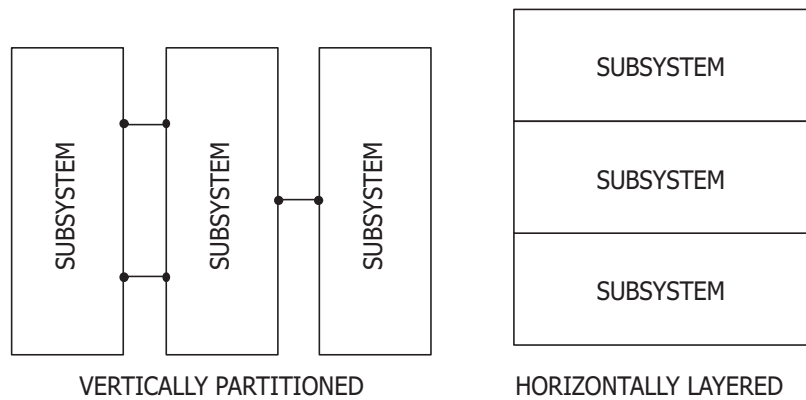 SUBSYSTEM
SUBSYSTEM
SUBSYSTEM
VERTICALLY PARTITIONED
SUBSYSTEM
SUBSYSTEM
SUBSYSTEM
HORIZONTALLY LAYERED